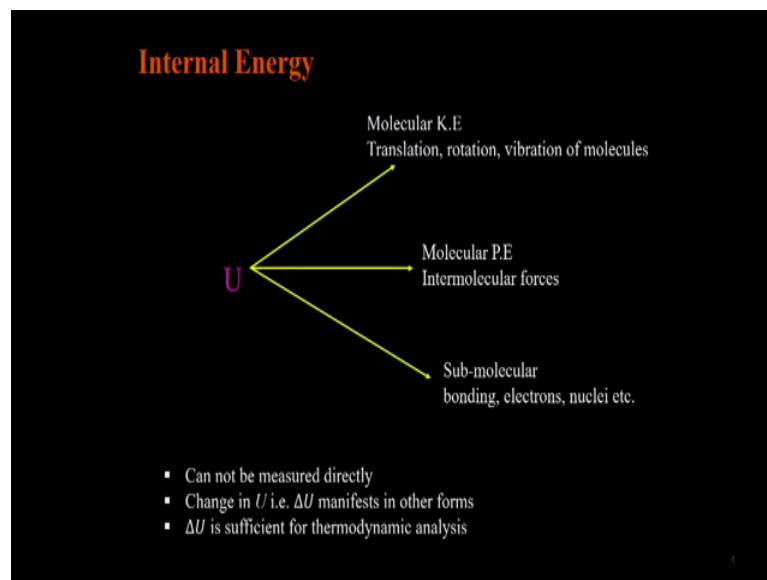 Internal Energy
Molecular K.E
Translation, rotation, vibration of molecules
U
Molecular P.E
Intermolecular forces
Sub-molecular
bonding, electrons, nuclei etc.
▪ Can not be measured directly
▪ Change in U i.e. ΔU manifests in other forms
▪ ΔU is sufficient for thermodynamic analysis
4